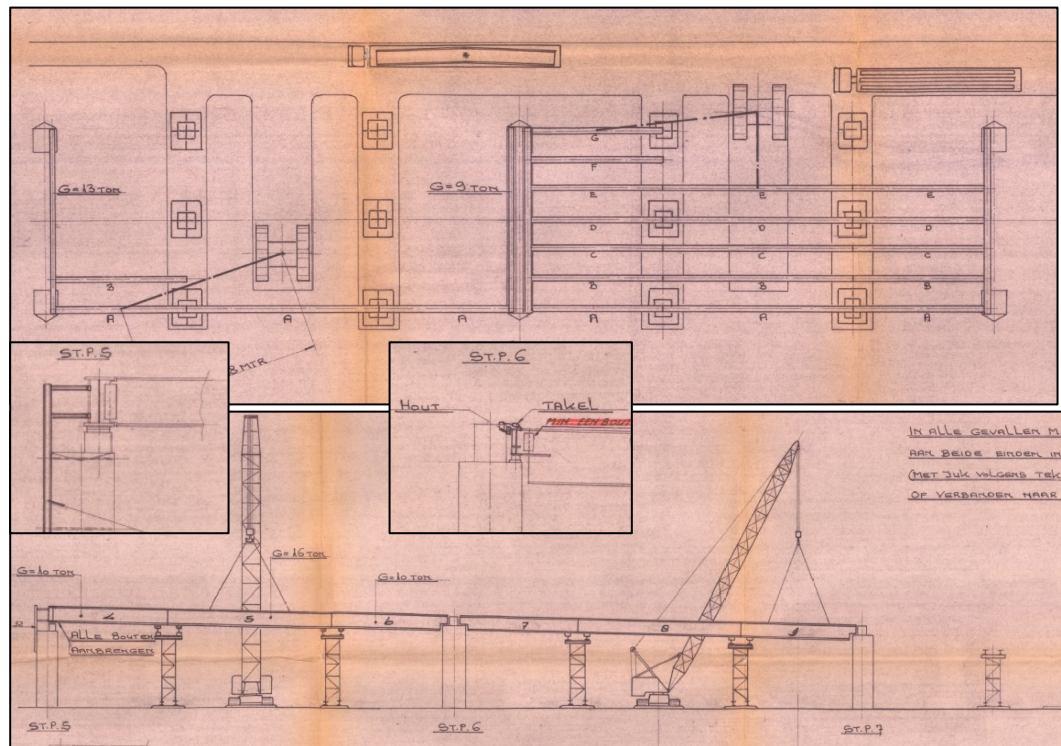 G
F
G=13 TON
G=9 TON
E E E
D D D
C C C
B B B B
A A A A A A
8 MTR
ST.P.5
ST.P.6
HOUT
TAKEL
MIN EEN BOUT
IN ALLE GEVALLEN M
AAN BEIDE EINDEN IN
(MET JUK VOLGENS TEK
OF VERBANDEN NAAR
G=10 TON
G=16 TON
G=10 TON
4 5 6 7 8 9
ALLE BOUTEN
AANBRENGEN
ST.P.5
ST.P.6
ST.P.7